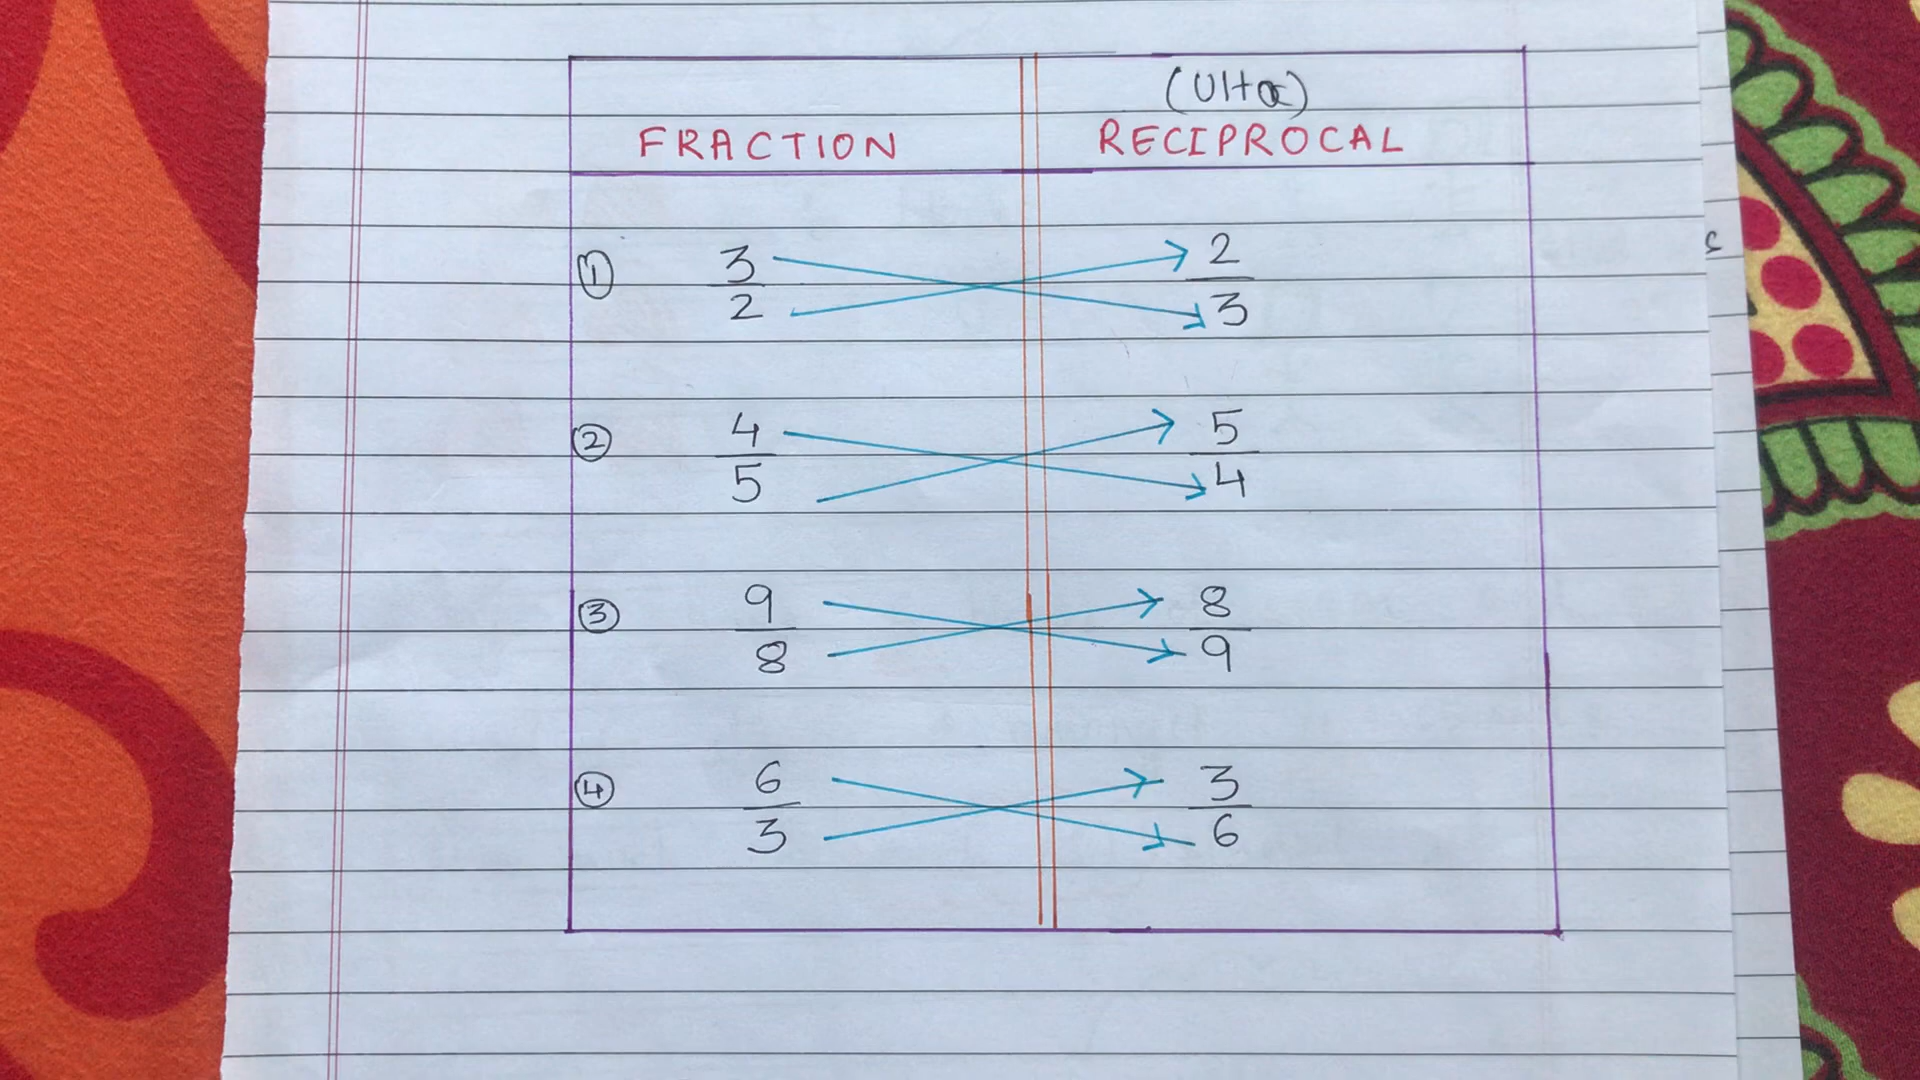 (Ulta)
FRACTION RECIPROCAL
① 3/2 2/3
② 4/5 5/4
③ 9/8 8/9
④ 6/3 3/6